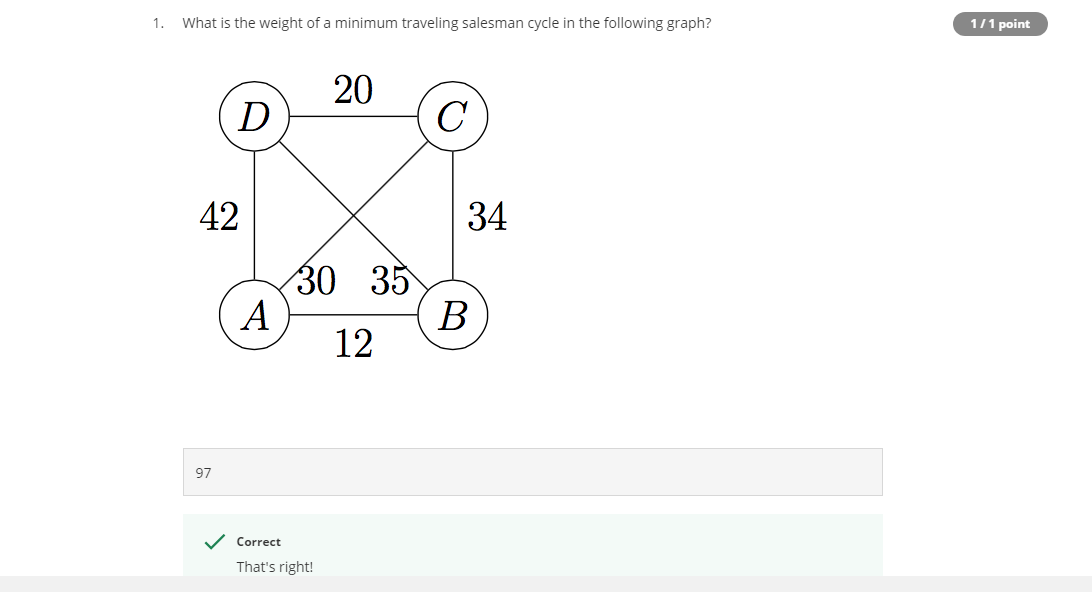 1. What is the weight of a minimum traveling salesman cycle in the following graph?
1 / 1 point
20
D C
42 34
30 35
A B
12
97
Correct
That's right!